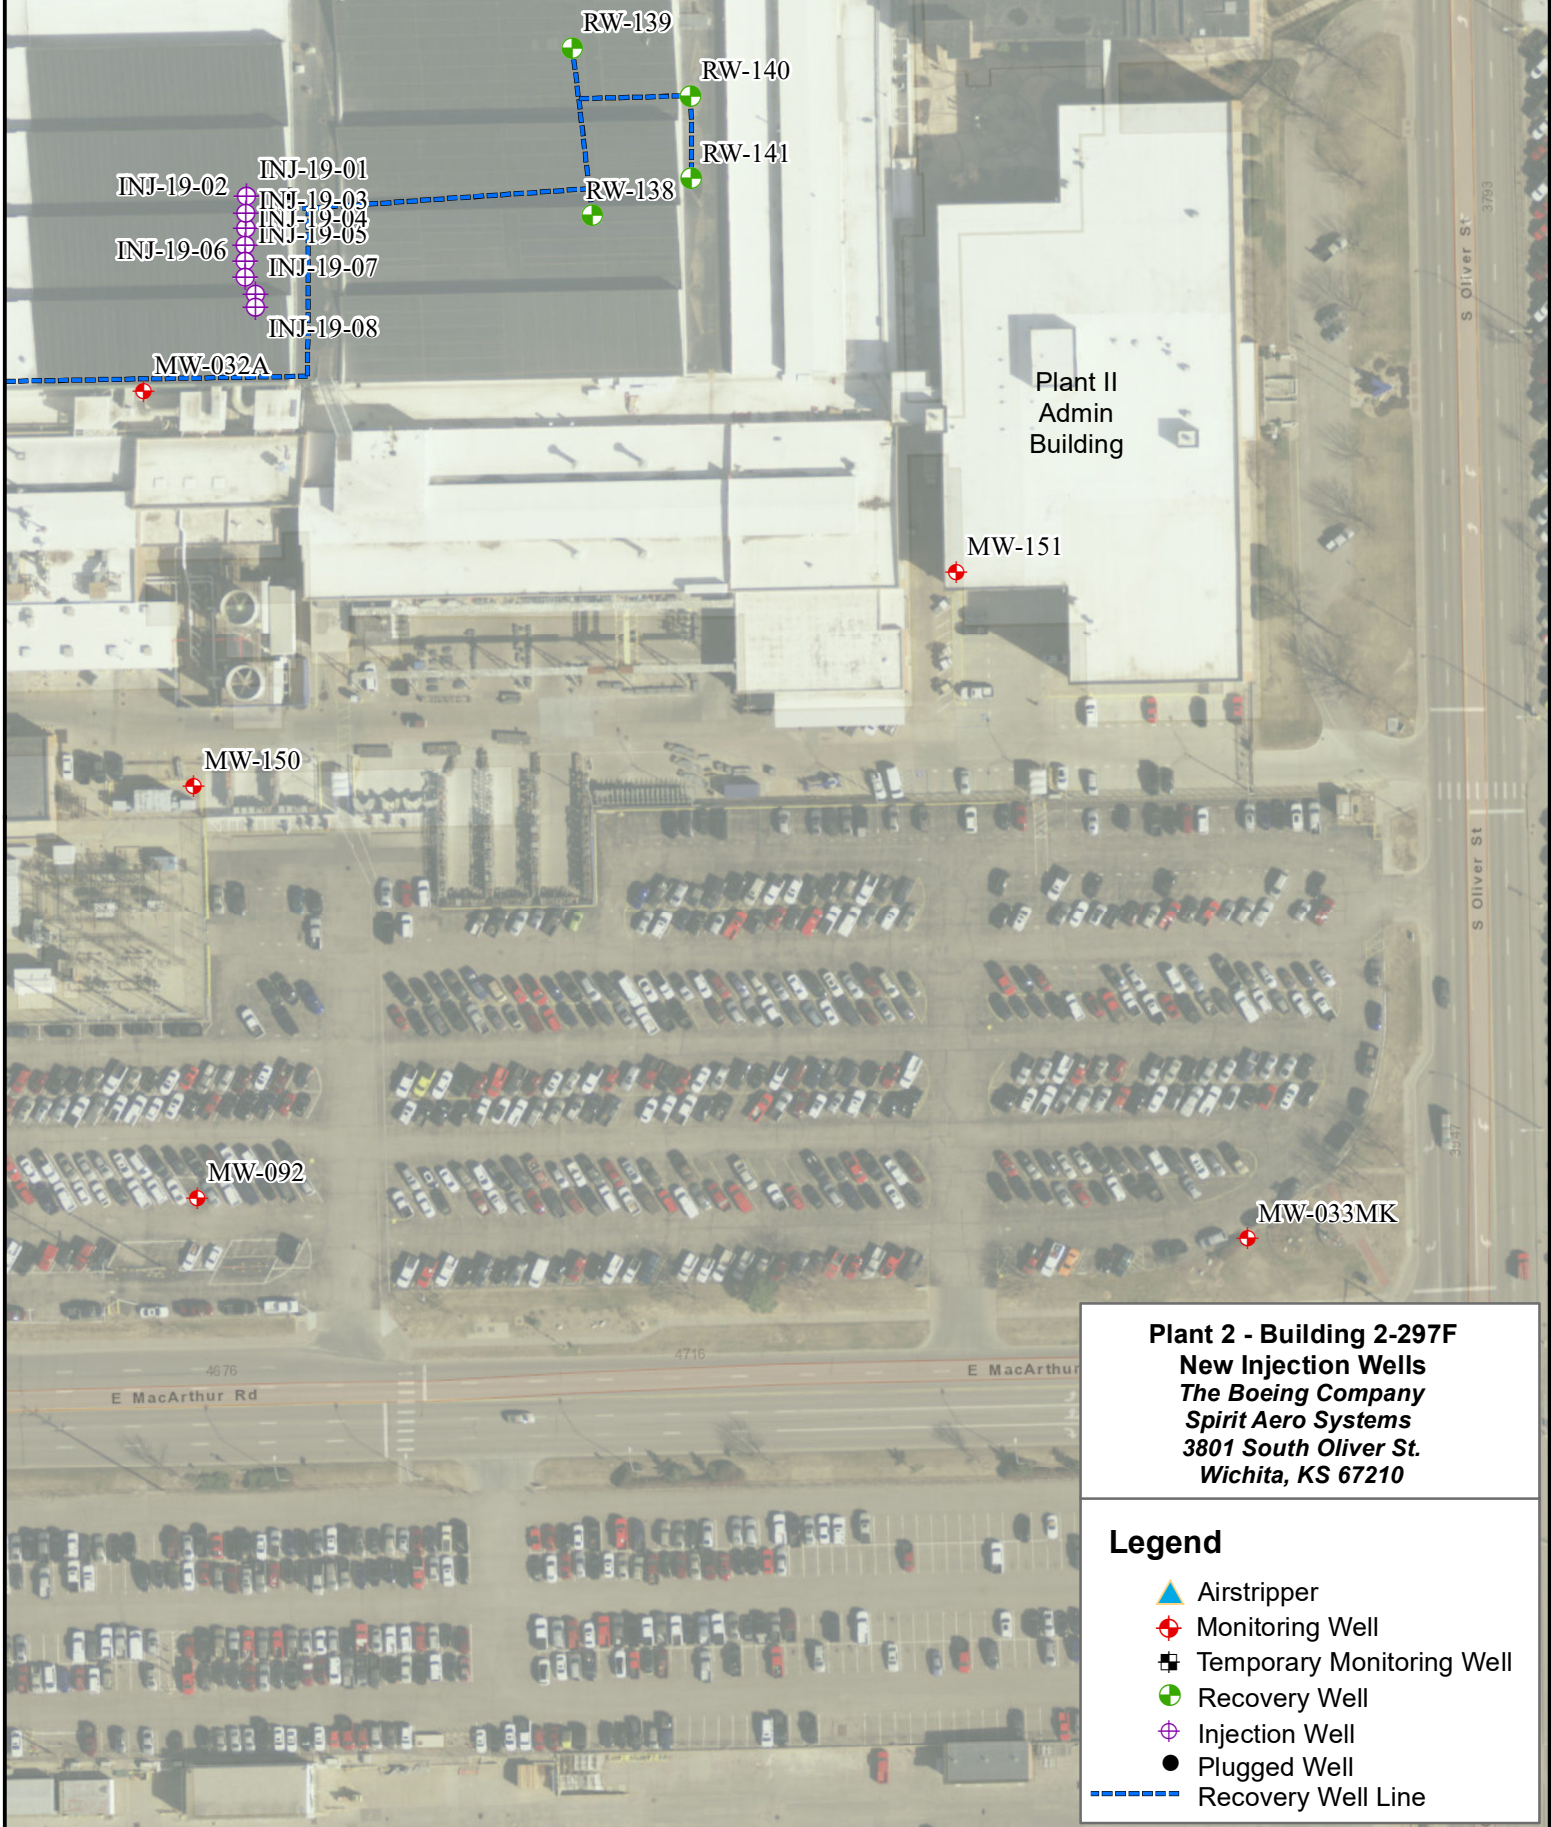 RW-139
RW-140
RW-141
RW-138
INJ-19-01
INJ-19-02
INJ-19-03
INJ-19-04
INJ-19-05
INJ-19-06
INJ-19-07
INJ-19-08
MW-032A
Plant II
Admin
Building
3793
S Oliver St
MW-151
MW-150
S Oliver St
MW-092
MW-033MK
4676
4716
E MacArthur Rd
E MacArthur
Plant 2 - Building 2-297F
New Injection Wells
The Boeing Company
Spirit Aero Systems
3801 South Oliver St.
Wichita, KS 67210
Legend
Airstripper
Monitoring Well
Temporary Monitoring Well
Recovery Well
Injection Well
Plugged Well
Recovery Well Line